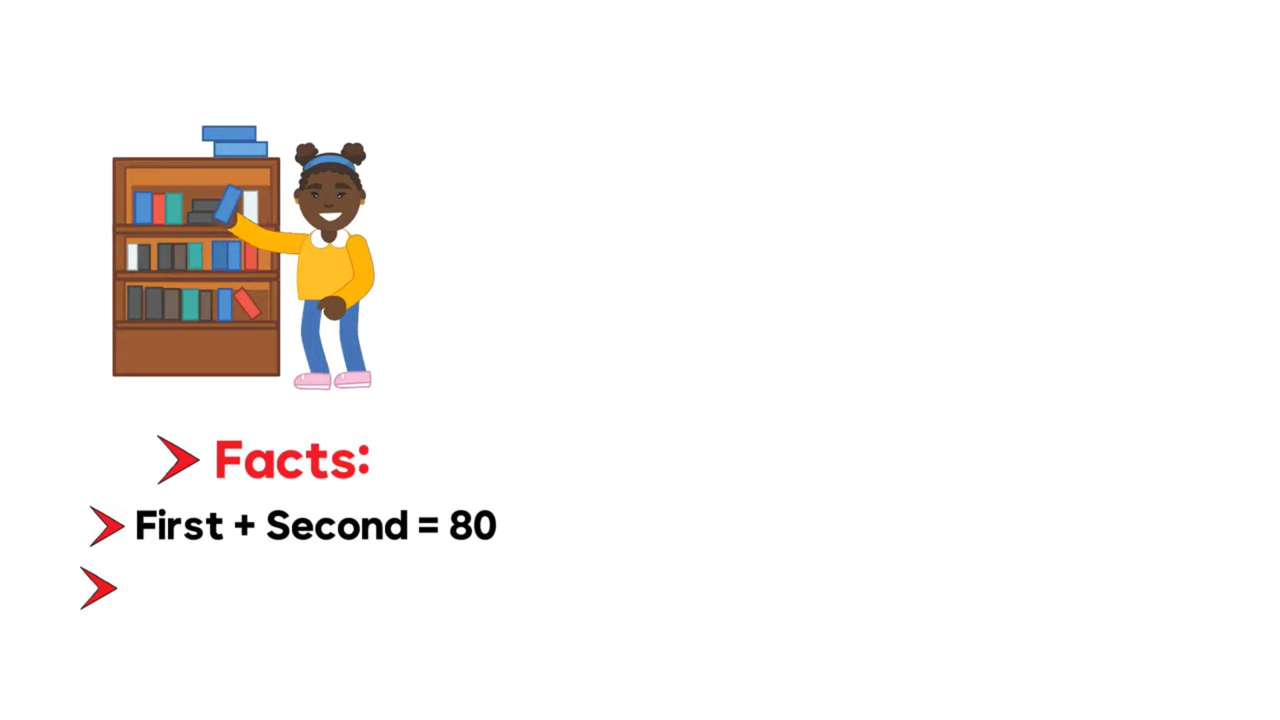 Facts:
First + Second = 80